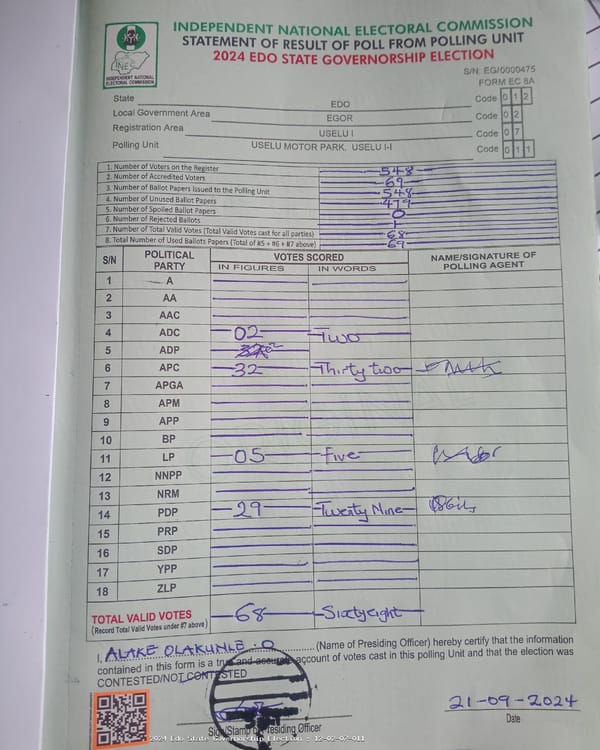 INDEPENDENT NATIONAL ELECTORAL COMMISSION
STATEMENT OF RESULT OF POLL FROM POLLING UNIT
2024 EDO STATE GOVERNORSHIP ELECTION
INEC
INDEPENDENT NATIONAL
ELECTORAL COMMISSION
S/N: EG/0000475
FORM EC 8A
State EDO Code 0 1 2
Local Government Area EGOR Code 0 2
Registration Area USELU I Code 0 7
Polling Unit USELU MOTOR PARK, USELU I-I Code 0 1 1
1. Number of Voters on the Register 548
2. Number of Accredited Voters 69
3. Number of Ballot Papers Issued to the Polling Unit 548
4. Number of Unused Ballot Papers 479
5. Number of Spoiled Ballot Papers 0
6. Number of Rejected Ballots 1
7. Number of Total Valid Votes (Total Valid Votes cast for all parties) 68
8. Total Number of Used Ballots Papers (Total of #5 + #6 + #7 above) 69
S/N POLITICAL PARTY VOTES SCORED NAME/SIGNATURE OF POLLING AGENT
IN FIGURES IN WORDS
1 A
2 AA
3 AAC
4 ADC 02 Two
5 ADP
6 APC 32 Thirty two
7 APGA
8 APM
9 APP
10 BP
11 LP 05 five
12 NNPP
13 NRM
14 PDP 29 Twenty Nine
15 PRP
16 SDP
17 YPP
18 ZLP
TOTAL VALID VOTES 68 Sixty eight
(Record Total Valid Votes under #7 above)
I, ALAKE OLAKUNLE . O (Name of Presiding Officer) hereby certify that the information
contained in this form is a true and accurate account of votes cast in this polling Unit and that the election was
CONTESTED/NOT CONTESTED
21-09-2024
Sign/Stamp of Presiding Officer
Date
2024 Edo State Governorship Election - 12-02-07-011